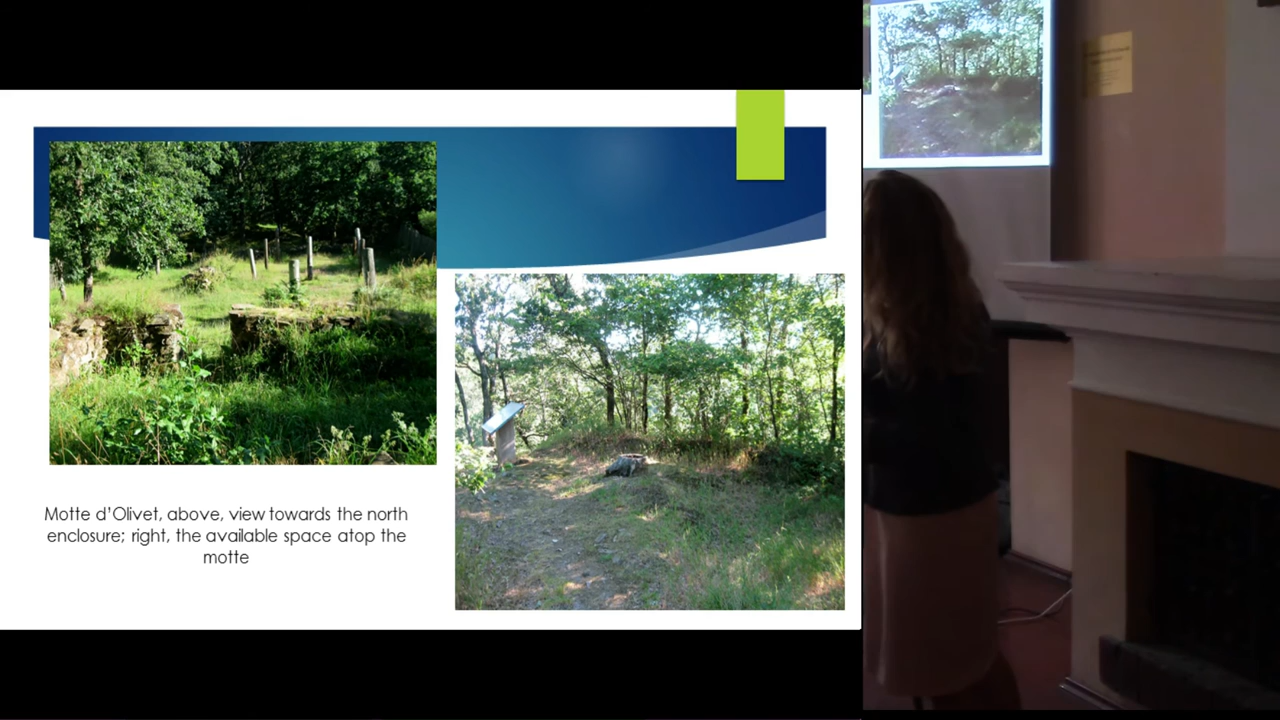 Motte d’Olivet, above, view towards the north
enclosure; right, the available space atop the
motte